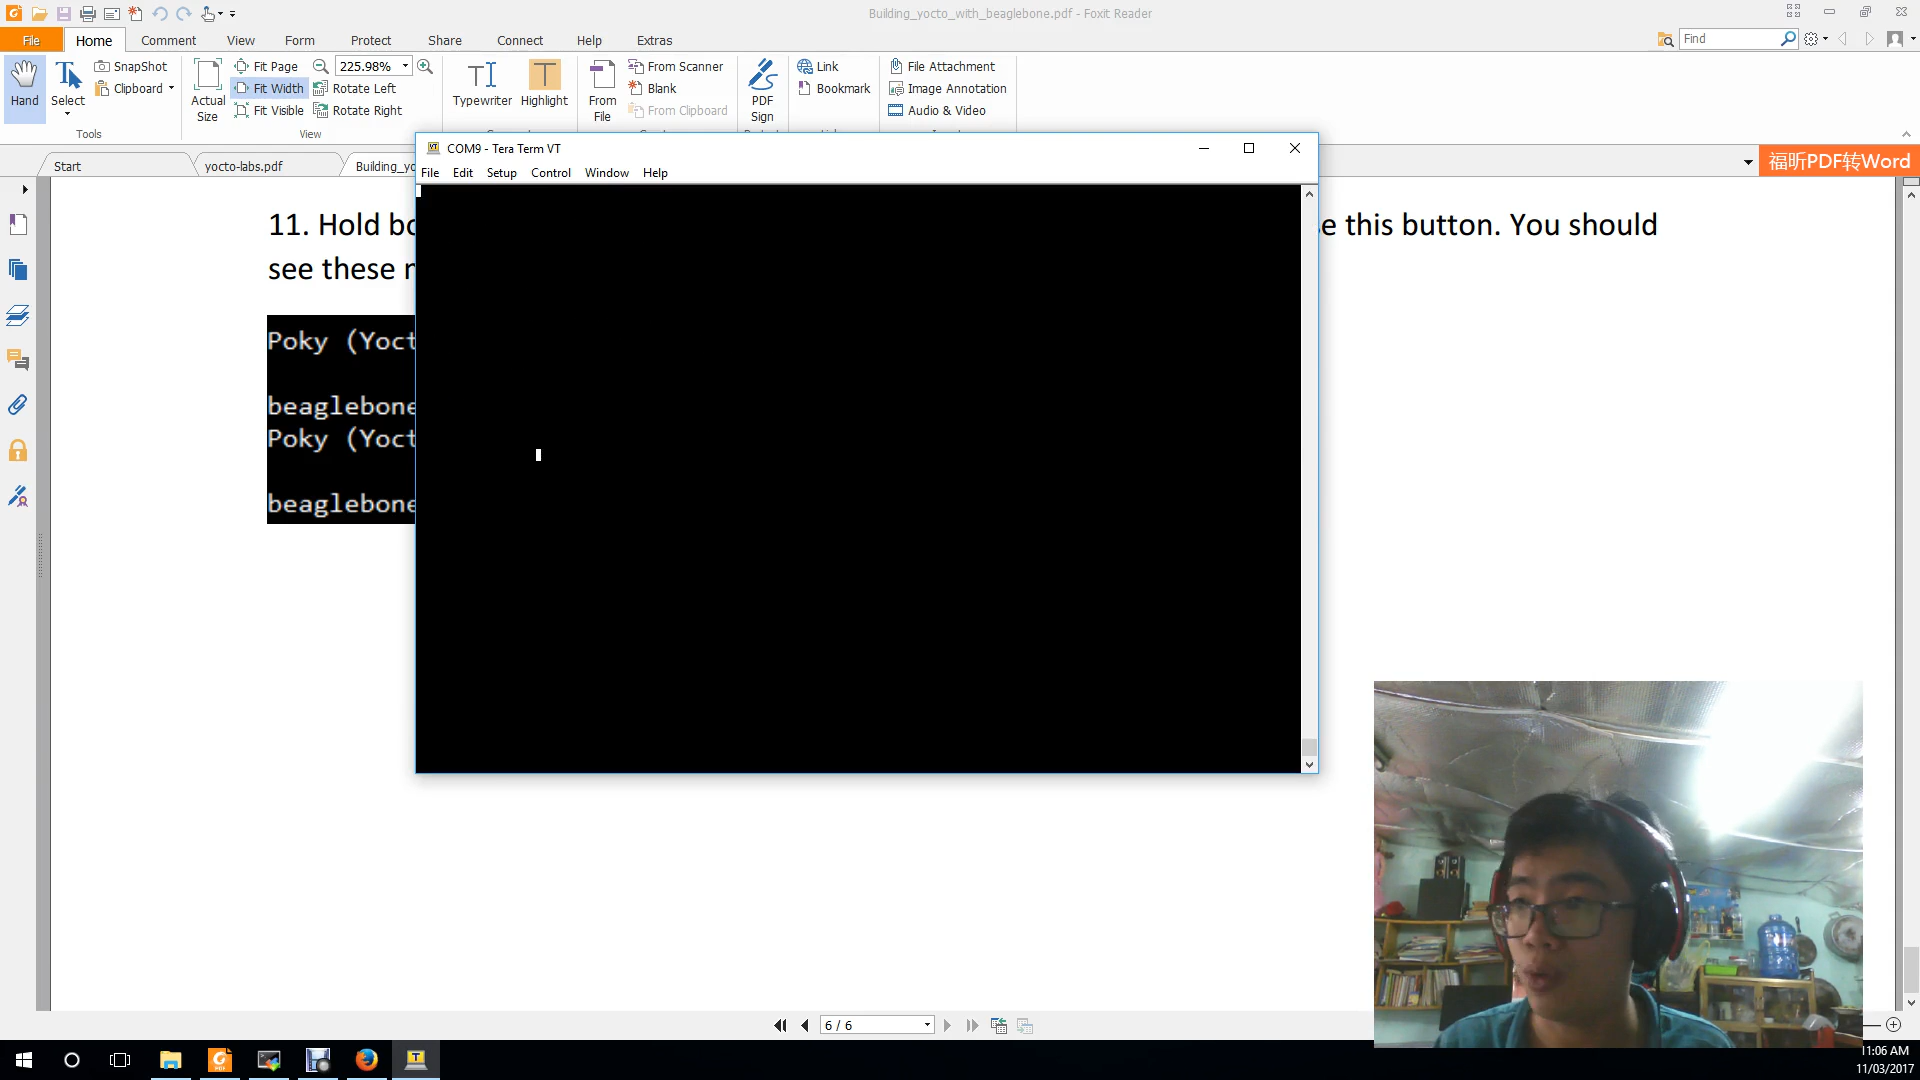 Building_yocto_with_beaglebone.pdf - Foxit Reader
File Home Comment View Form Protect Share Connect Help Extras
Find
Hand
Select
SnapShot
Clipboard
Tools
Actual Size
Fit Page
Fit Width
Fit Visible
225.98%
Rotate Left
Rotate Right
View
Typewriter
Highlight
From File
From Scanner
Blank
From Clipboard
PDF Sign
Link
Bookmark
File Attachment
Image Annotation
Audio & Video
Start
yocto-labs.pdf
Building_yo
福昕PDF转Word
COM9 - Tera Term VT
File Edit Setup Control Window Help
11. Hold bo
e this button. You should
see these
Poky (Yoct
beaglebone
Poky (Yoct
beaglebone
6 / 6
11:06 AM
11/03/2017